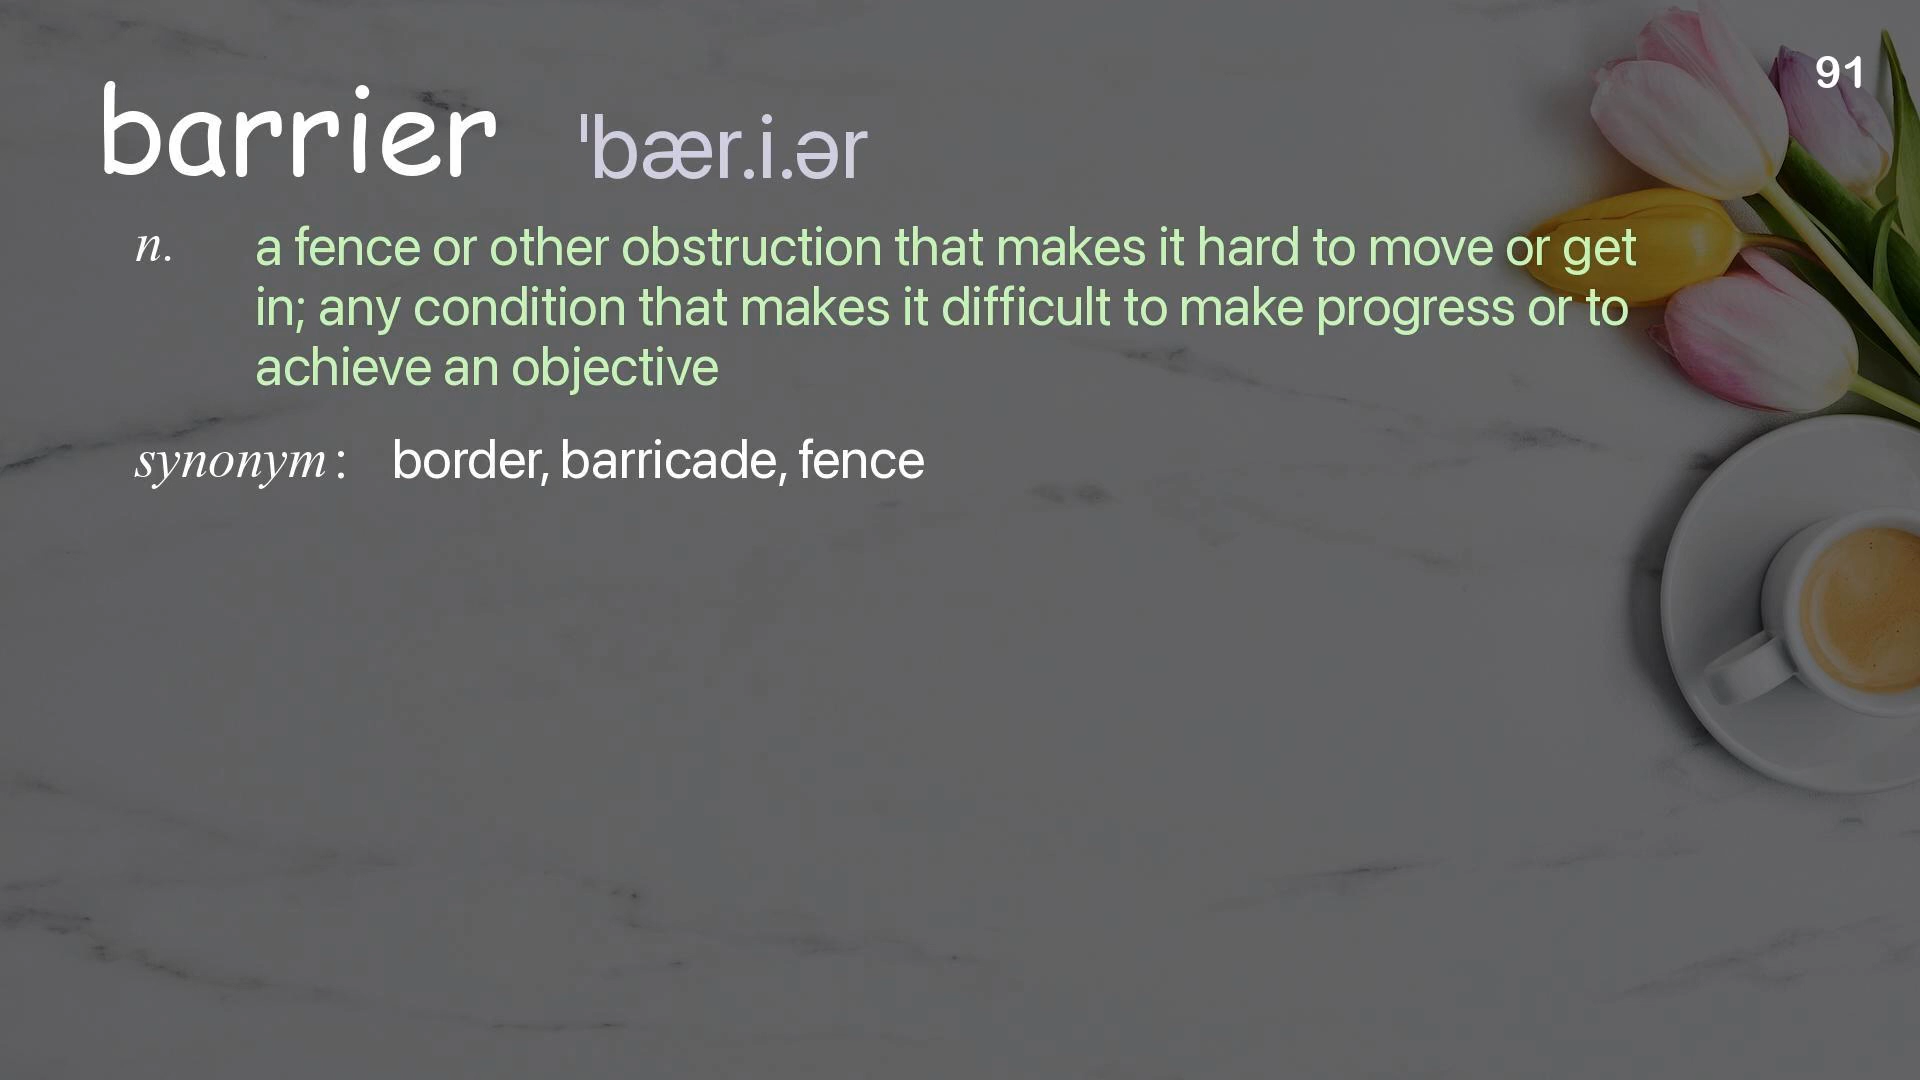 91
barrier ˈbær.i.ər
n. a fence or other obstruction that makes it hard to move or get
in; any condition that makes it difficult to make progress or to
achieve an objective
synonym: border, barricade, fence